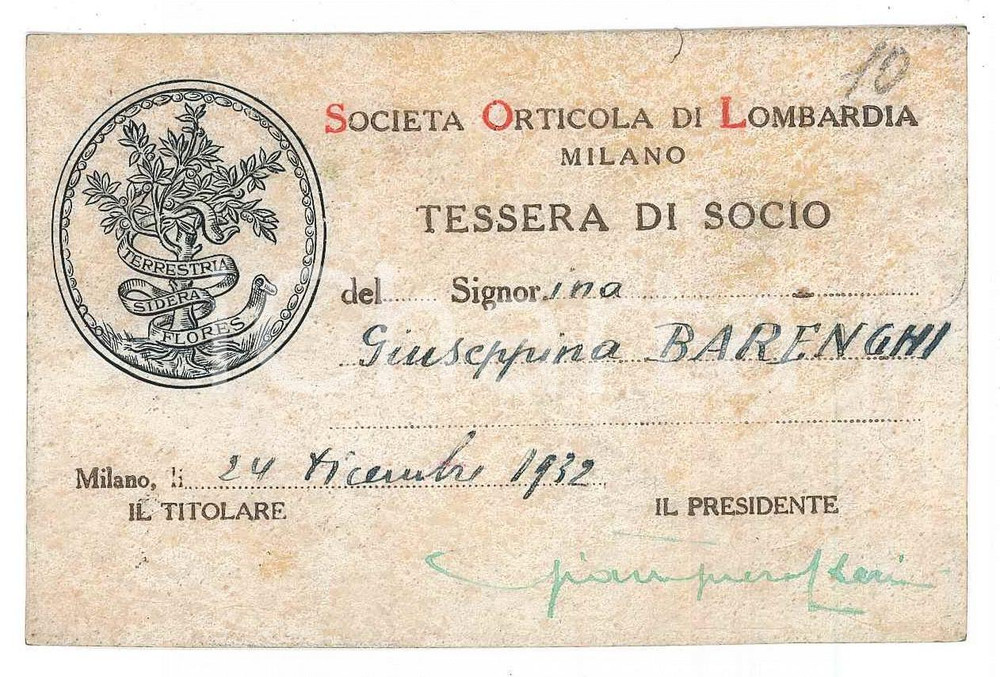 10
SOCIETA ORTICOLA DI LOMBARDIA
MILANO
TESSERA DI SOCIO
TERRESTRIA
SIDERA
FLORES
del Signorina
Giuseppina BARENGHI
Milano, li 24 Dicembre 1932
IL TITOLARE
IL PRESIDENTE